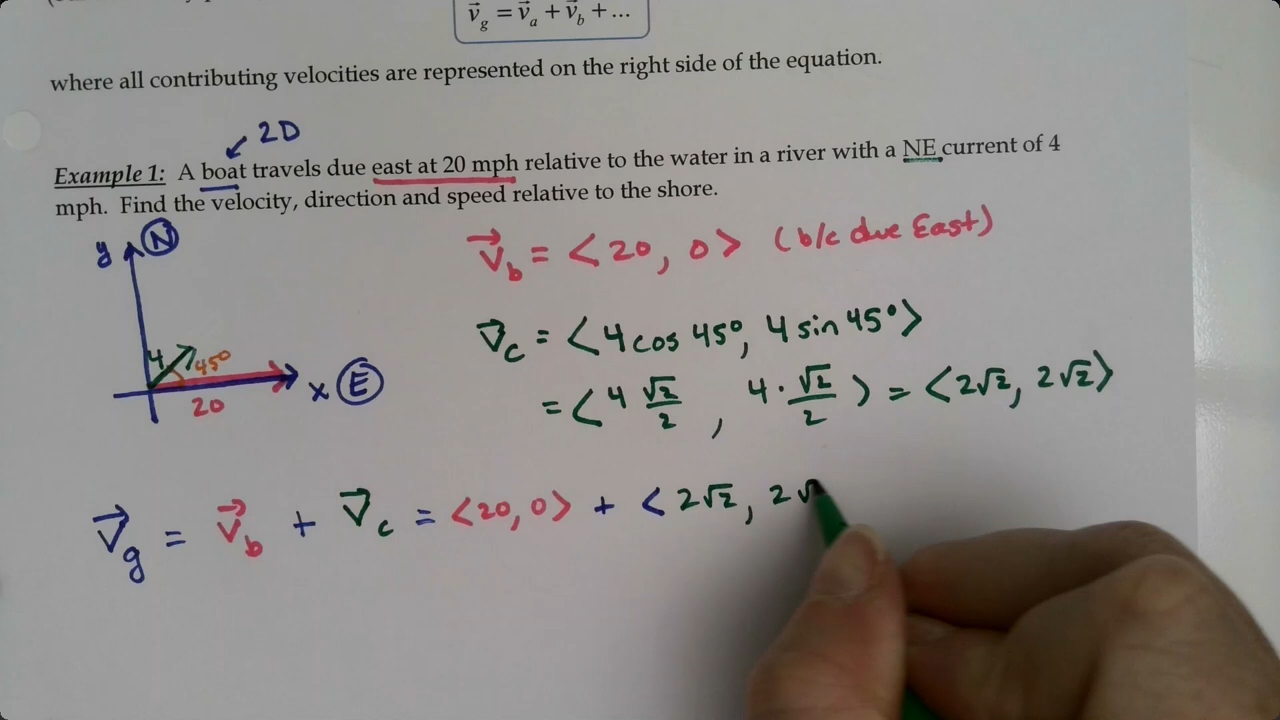 v⃗g = v⃗a + v⃗b + ...
where all contributing velocities are represented on the right side of the equation.
2D
Example 1: A boat travels due east at 20 mph relative to the water in a river with a NE current of 4
mph. Find the velocity, direction and speed relative to the shore.
y N
4 45°
20
x E
V⃗b = <20, 0> (b/c due East)
V⃗c = <4 cos 45°, 4 sin 45°>
= <4 √2/2, 4·√2/2> = <2√2, 2√2>
V⃗g = V⃗b + V⃗c = <20,0> + <2√2, 2√